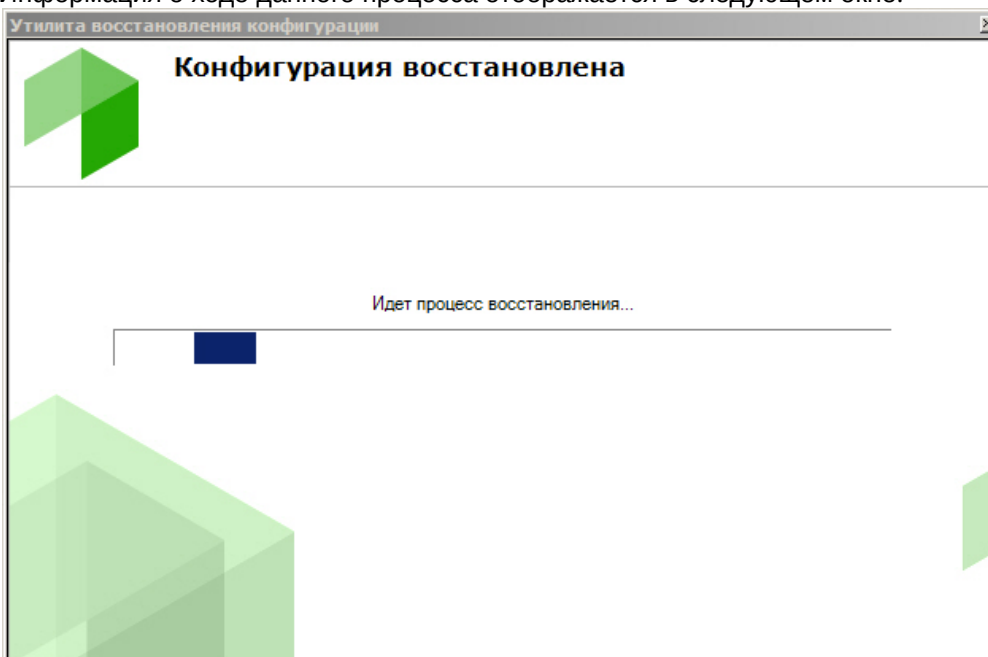 Информация о ходе данного процесса отображается в следующем окне:
Утилита восстановления конфигурации
Конфигурация восстановлена
Идет процесс восстановления...